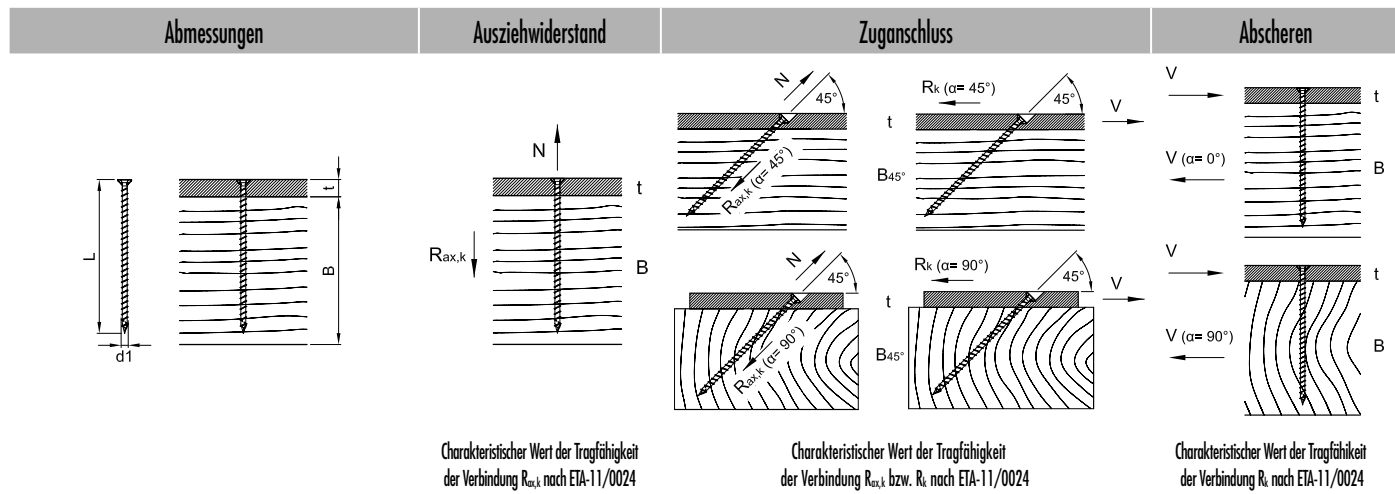 Abmessungen
Ausziehwiderstand
Zuganschluss
Abscheren
L
d1
t
B
N
Rax,k
t
B
N
45°
Rax,k (α= 45°)
t
B45°
Rk (α= 45°)
45°
V
N
45°
Rax,k (α= 90°)
t
B45°
Rk (α= 90°)
45°
V
V
t
V (α= 0°)
B
V
t
V (α= 90°)
B
Charakteristischer Wert der Tragfähigkeit
der Verbindung Rax,k nach ETA-11/0024
Charakteristischer Wert der Tragfähigkeit
der Verbindung Rax,k bzw. Rk nach ETA-11/0024
Charakteristischer Wert der Tragfähikeit
der Verbindung Rk nach ETA-11/0024